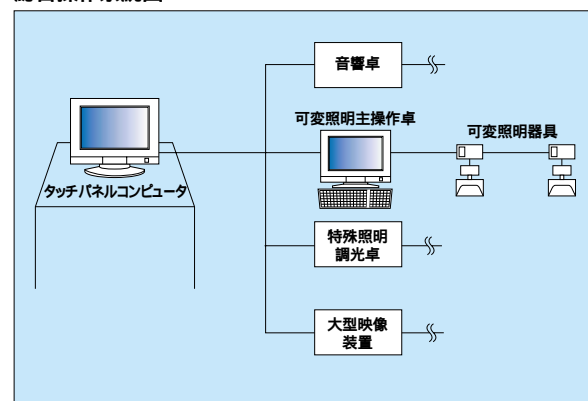 音響卓
可変照明主操作卓
可変照明器具
タッチパネルコンピュータ
特殊照明
調光卓
大型映像
装置